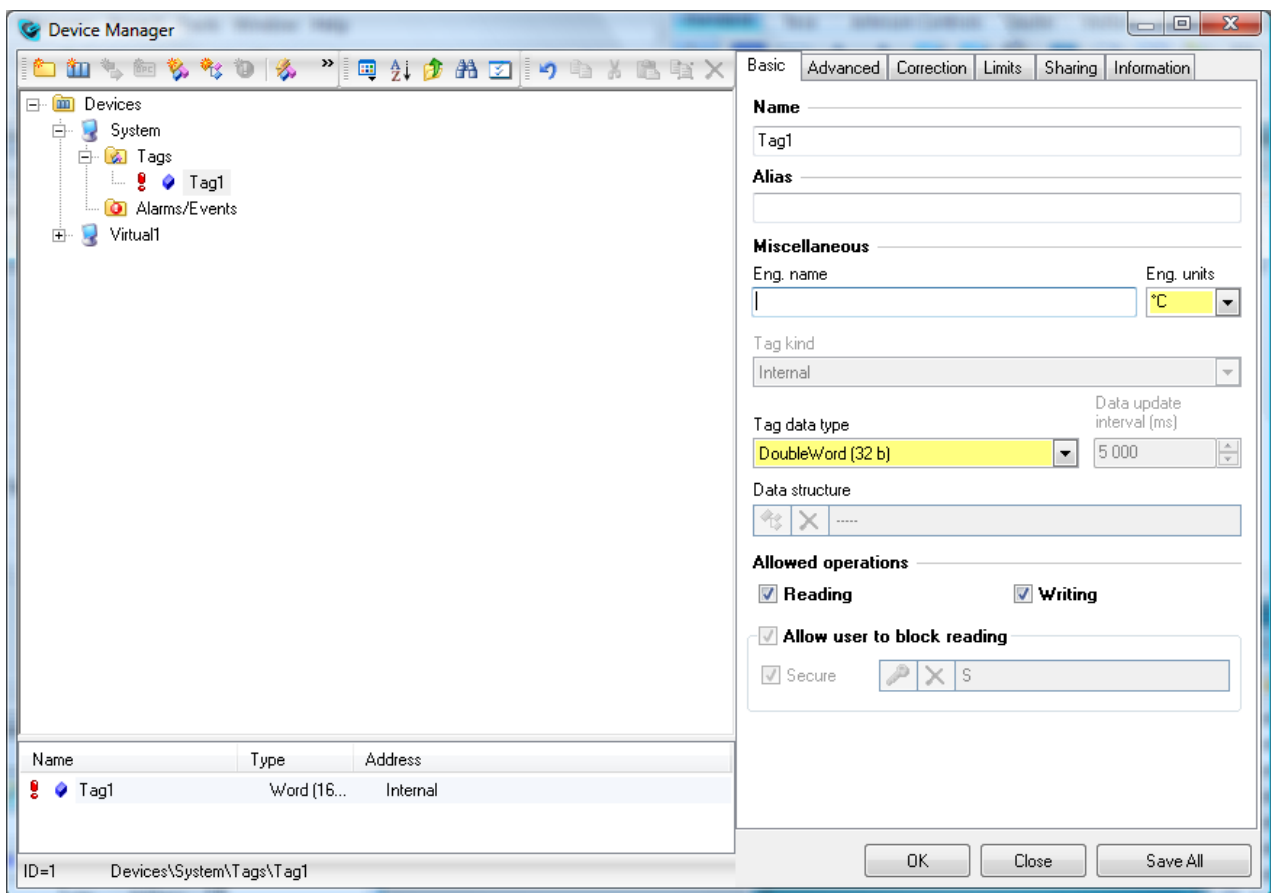 Device Manager
Basic Advanced Correction Limits Sharing Information
Devices
System
Tags
Tag1
Alarms/Events
Virtual1
Name
Tag1
Alias
Miscellaneous
Eng. name Eng. units
°C
Tag kind
Internal
Data update
interval (ms)
Tag data type
DoubleWord (32 b) 5 000
Data structure
-----
Allowed operations
Reading Writing
Allow user to block reading
Secure S
Name Type Address
Tag1 Word (16... Internal
OK Close Save All
ID=1 Devices\System\Tags\Tag1